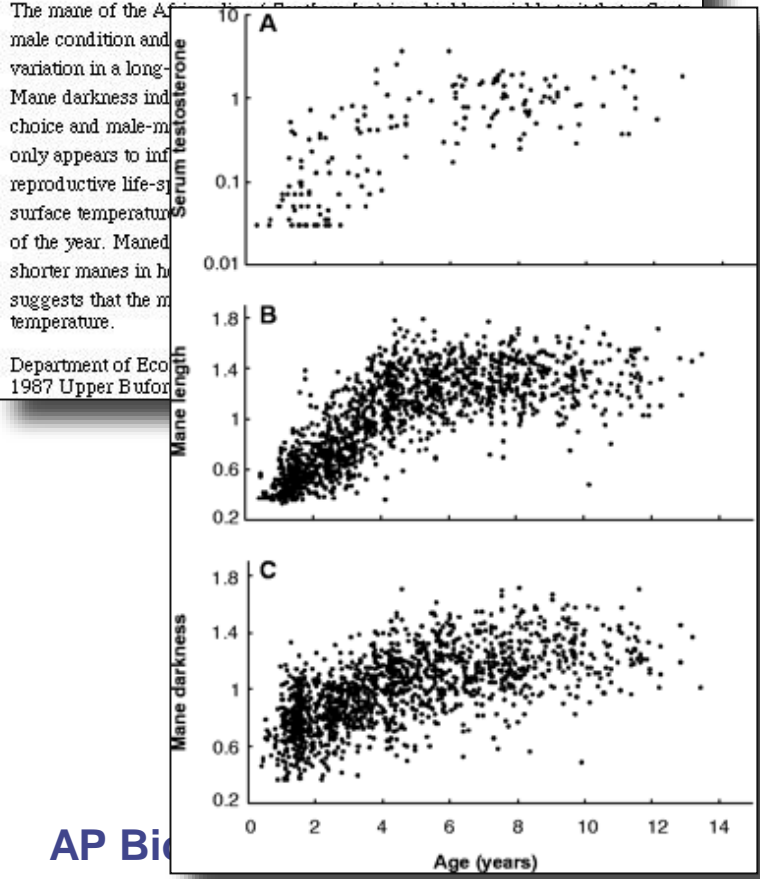 The mane of the Af
male condition and
variation in a long-
Mane darkness ind
choice and male-m
only appears to inf
reproductive life-s
surface temperatur
of the year. Maned
shorter manes in h
suggests that the m
temperature.
Department of Eco
1987 Upper Bufor
A
Serum testosterone
10
1
0.1
0.01
B
Mane length
1.8
1.4
1
0.6
0.2
C
Mane darkness
1.8
1.4
1
0.6
0.2
0 2 4 6 8 10 12 14
Age (years)
AP Bio